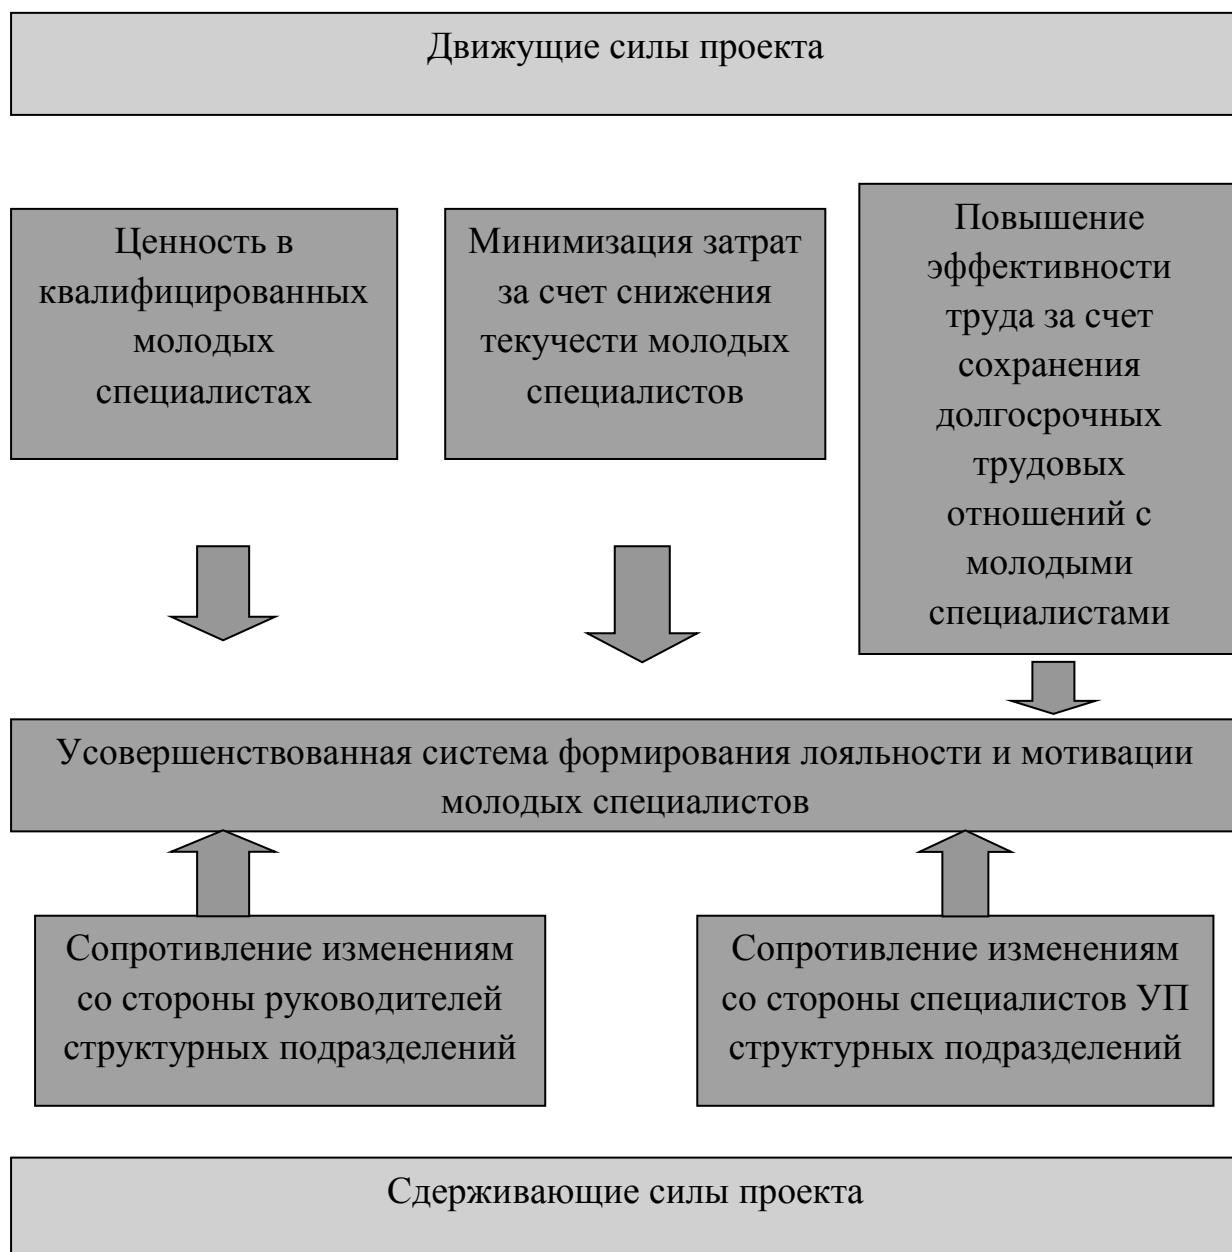 Движущие силы проекта
Ценность в
квалифицированных
молодых
специалистах
Минимизация затрат
за счет снижения
текучести молодых
специалистов
Повышение
эффективности
труда за счет
сохранения
долгосрочных
трудовых
отношений с
молодыми
специалистами
Усовершенствованная система формирования лояльности и мотивации
молодых специалистов
Сопротивление изменениям
со стороны руководителей
структурных подразделений
Сопротивление изменениям
со стороны специалистов УП
структурных подразделений
Сдерживающие силы проекта